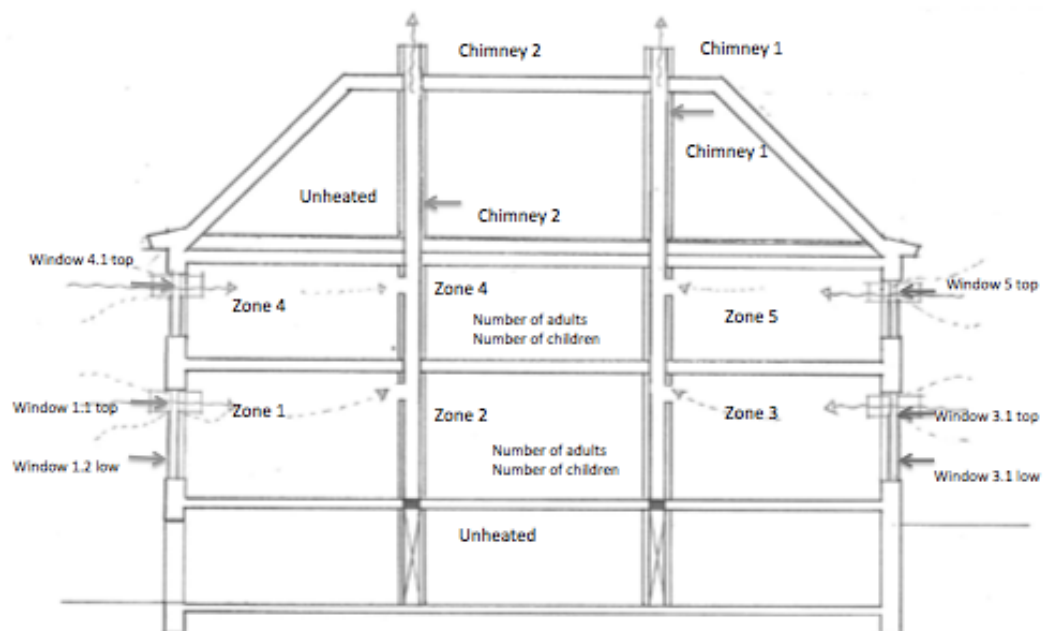 Chimney 2
Chimney 1
Chimney 1
Unheated
Chimney 2
Window 4.1 top
Zone 4
Zone 4
Number of adults
Number of children
Zone 5
Window 5 top
Window 1.1 top
Zone 1
Zone 2
Zone 3
Window 3.1 top
Number of adults
Number of children
Window 1.2 low
Window 3.1 low
Unheated